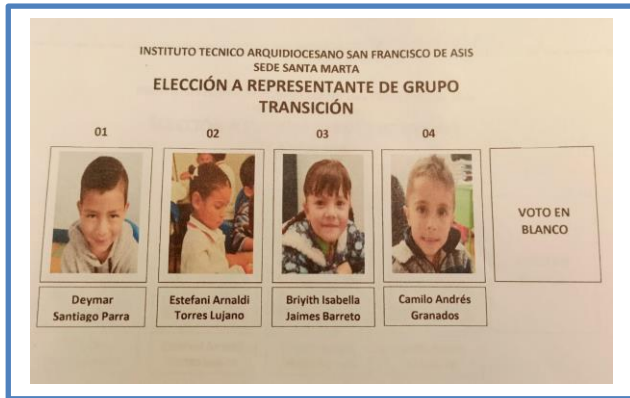 INSTITUTO TECNICO ARQUIDIOCESANO SAN FRANCISCO DE ASIS
SEDE SANTA MARTA
ELECCIÓN A REPRESENTANTE DE GRUPO
TRANSICIÓN
01
02
03
04
VOTO EN
BLANCO
Deymar
Santiago Parra
Estefani Arnaldi
Torres Lujano
Briyith Isabella
Jaimes Barreto
Camilo Andrés
Granados